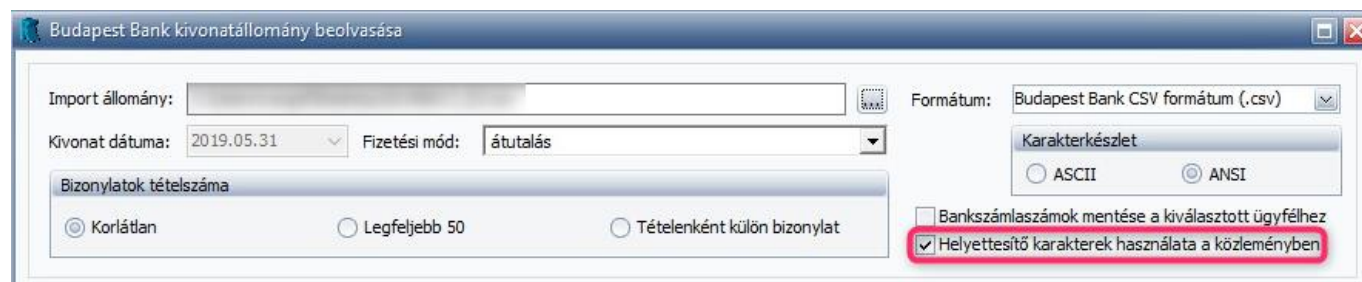 Budapest Bank kivonatállomány beolvasása
Import állomány:
...
Formátum:
Budapest Bank CSV formátum (.csv)
Kivonat dátuma:
2019.05.31
Fizetési mód:
átutalás
Karakterkészlet
ASCII
ANSI
Bizonylatok tételszáma
Korlátlan
Legfeljebb 50
Tételenként külön bizonylat
Bankszámlaszámok mentése a kiválasztott ügyfélhez
Helyettesítő karakterek használata a közleményben